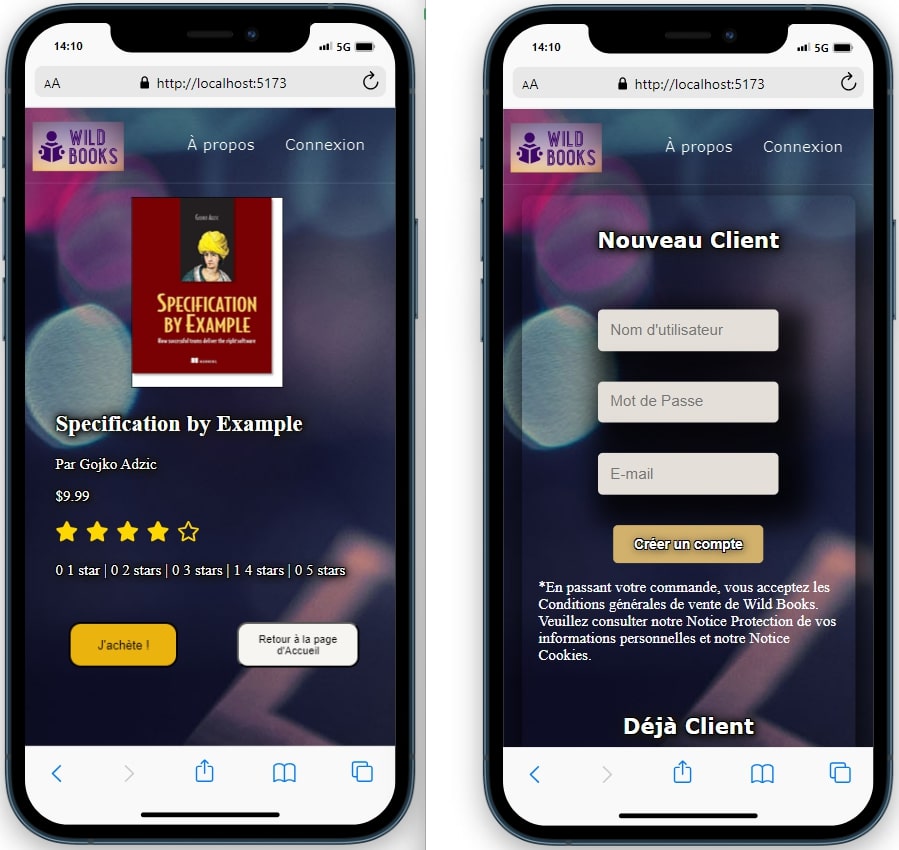 14:10
5G
AA
http://localhost:5173
WILD
BOOKS
À propos
Connexion
GOJKO ADZIC
SPECIFICATION
BY EXAMPLE
How successful teams deliver the right software
MANNING
Specification by Example
Par Gojko Adzic
$9.99
0 1 star | 0 2 stars | 0 3 stars | 1 4 stars | 0 5 stars
J'achète !
Retour à la page
d'Accueil
14:10
5G
AA
http://localhost:5173
WILD
BOOKS
À propos
Connexion
Nouveau Client
Nom d'utilisateur
Mot de Passe
E-mail
Créer un compte
*En passant votre commande, vous acceptez les
Conditions générales de vente de Wild Books.
Veuillez consulter notre Notice Protection de vos
informations personnelles et notre Notice
Cookies.
Déjà Client